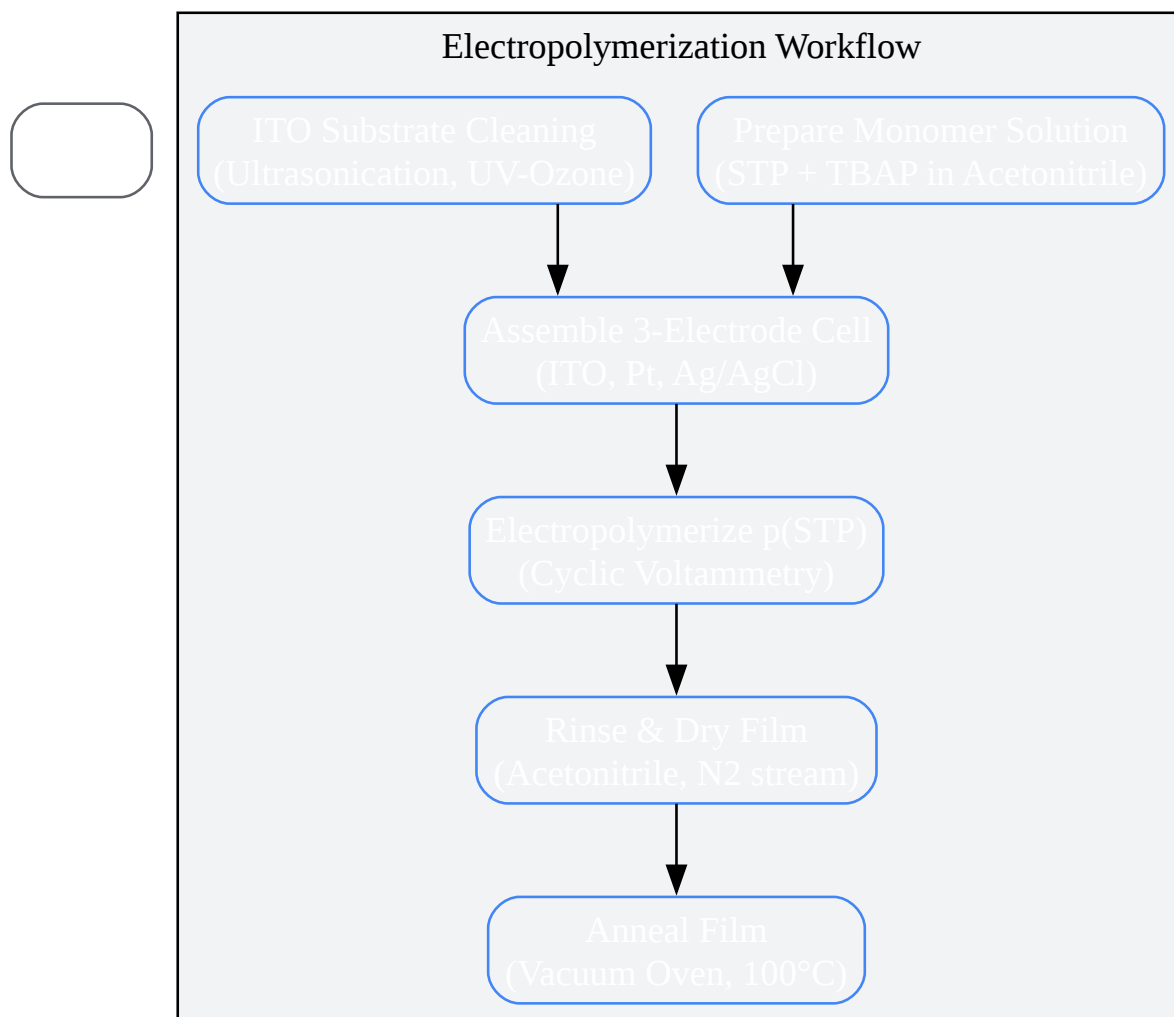 Electropolymerization Workflow
ITO Substrate Cleaning
(Ultrasonication, UV-Ozone)
Prepare Monomer Solution
(STP + TBAP in Acetonitrile)
Assemble 3-Electrode Cell
(ITO, Pt, Ag/AgCl)
Electropolymerize p(STP)
(Cyclic Voltammetry)
Rinse & Dry Film
(Acetonitrile, N2 stream)
Anneal Film
(Vacuum Oven, 100°C)